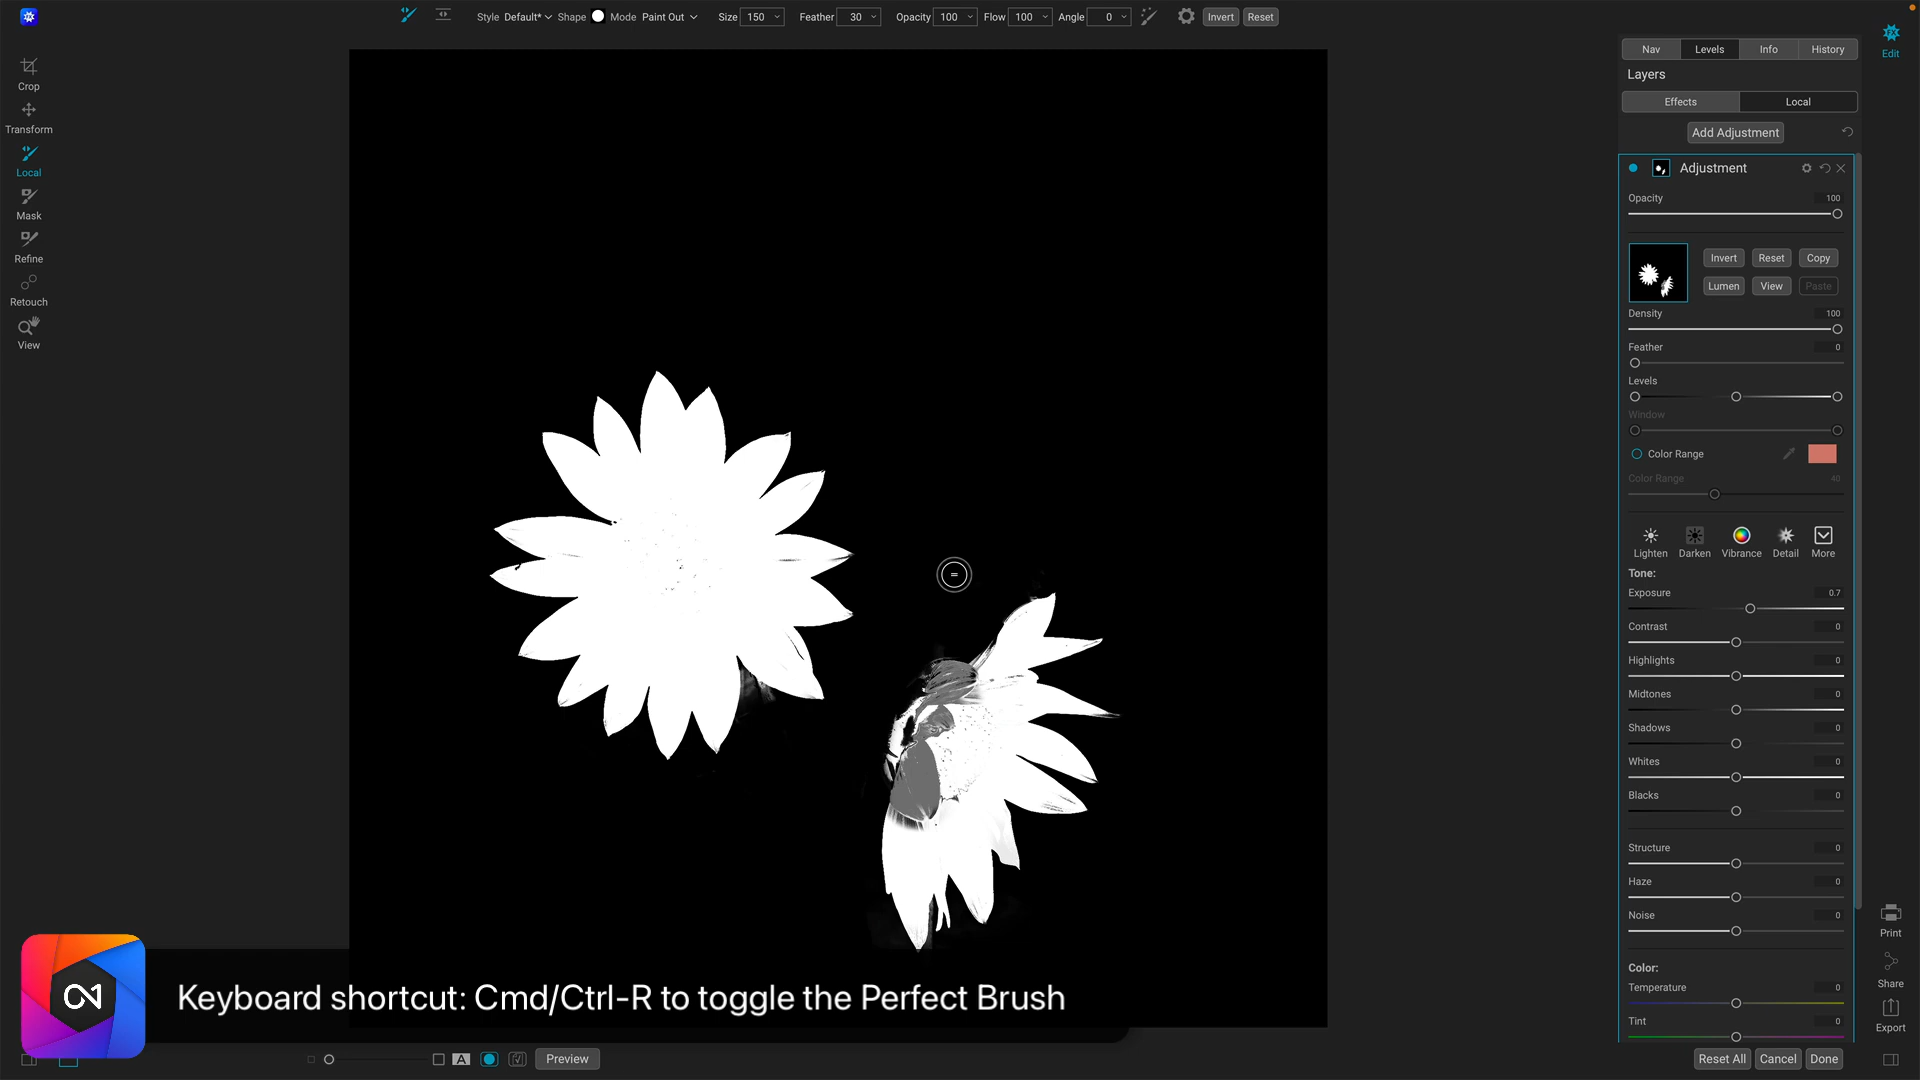 Style Default* Shape Mode Paint Out Size 150 Feather 30 Opacity 100 Flow 100 Angle 0 Invert Reset
Crop
Transform
Local
Mask
Refine
Retouch
View
Nav Levels Info History
Edit
Layers
Effects Local
Add Adjustment
Adjustment
Opacity 100
Invert Reset Copy
Lumen View Paste
Density 100
Feather 0
Levels
Window
Color Range
Color Range 40
Lighten Darken Vibrance Detail More
Tone:
Exposure 0.7
Contrast 0
Highlights 0
Midtones 0
Shadows 0
Whites 0
Blacks 0
Structure 0
Haze 0
Noise 0
Color:
Temperature 0
Tint 0
Print
Share
Export
Keyboard shortcut: Cmd/Ctrl-R to toggle the Perfect Brush
A Preview
Reset All Cancel Done